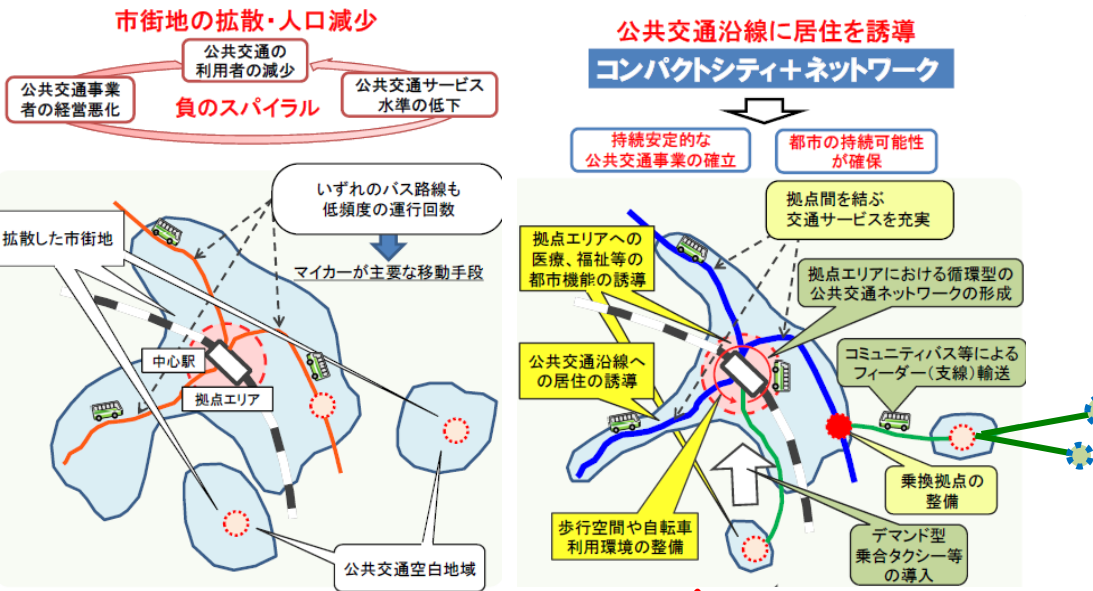 市街地の拡散・人口減少
公共交通の
利用者の減少
公共交通事業
者の経営悪化
負のスパイラル
公共交通サービス
水準の低下
いずれのバス路線も
低頻度の運行回数
マイカーが主要な移動手段
拡散した市街地
中心駅
拠点エリア
公共交通空白地域
公共交通沿線に居住を誘導
コンパクトシティ+ネットワーク
持続安定的な
公共交通事業の確立
都市の持続可能性
が確保
拠点間を結ぶ
交通サービスを充実
拠点エリアへの
医療、福祉等の
都市機能の誘導
拠点エリアにおける循環型の
公共交通ネットワークの形成
公共交通沿線へ
の居住の誘導
コミュニティバス等による
フィーダー(支線)輸送
乗換拠点の
整備
歩行空間や自転車
利用環境の整備
デマンド型
乗合タクシー等
の導入